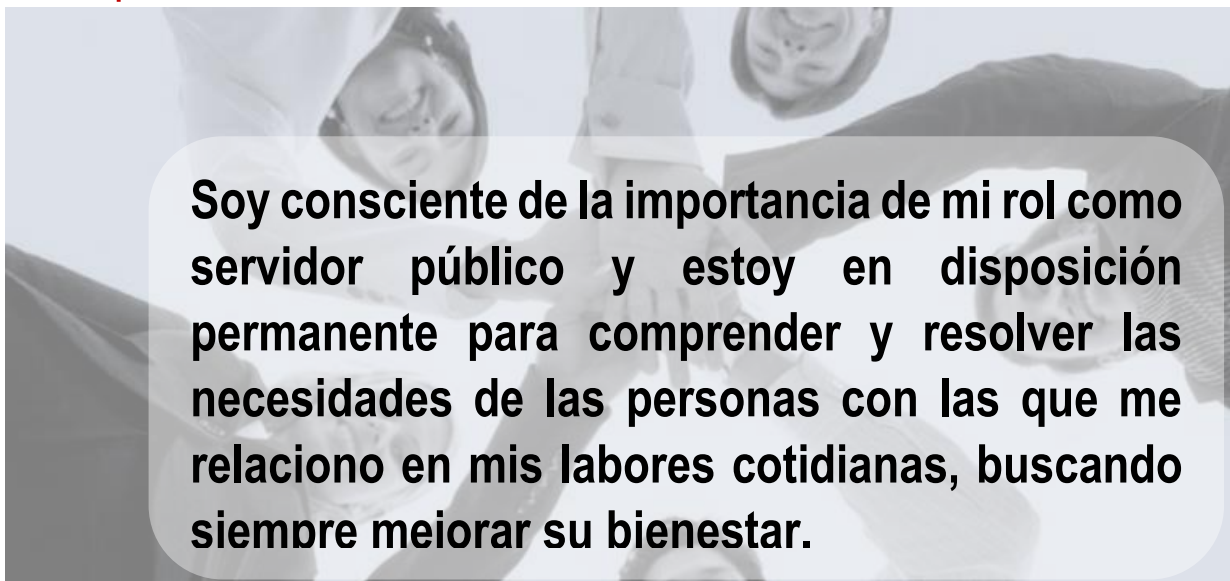 Soy consciente de la importancia de mi rol como
servidor público y estoy en disposición
permanente para comprender y resolver las
necesidades de las personas con las que me
relaciono en mis labores cotidianas, buscando
siempre mejorar su bienestar.